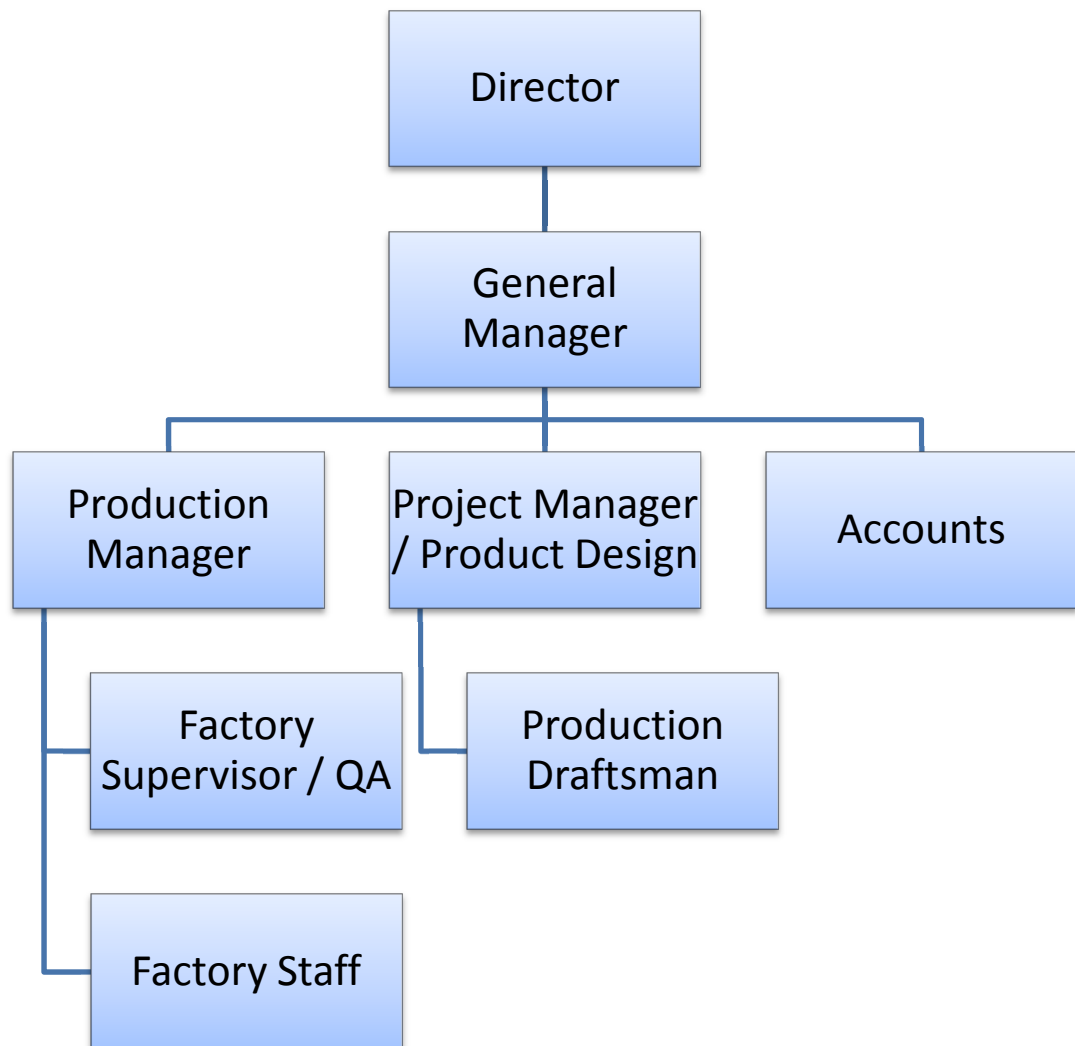 Director
General
Manager
Production
Manager
Project Manager
/ Product Design
Accounts
Factory
Supervisor / QA
Production
Draftsman
Factory Staff